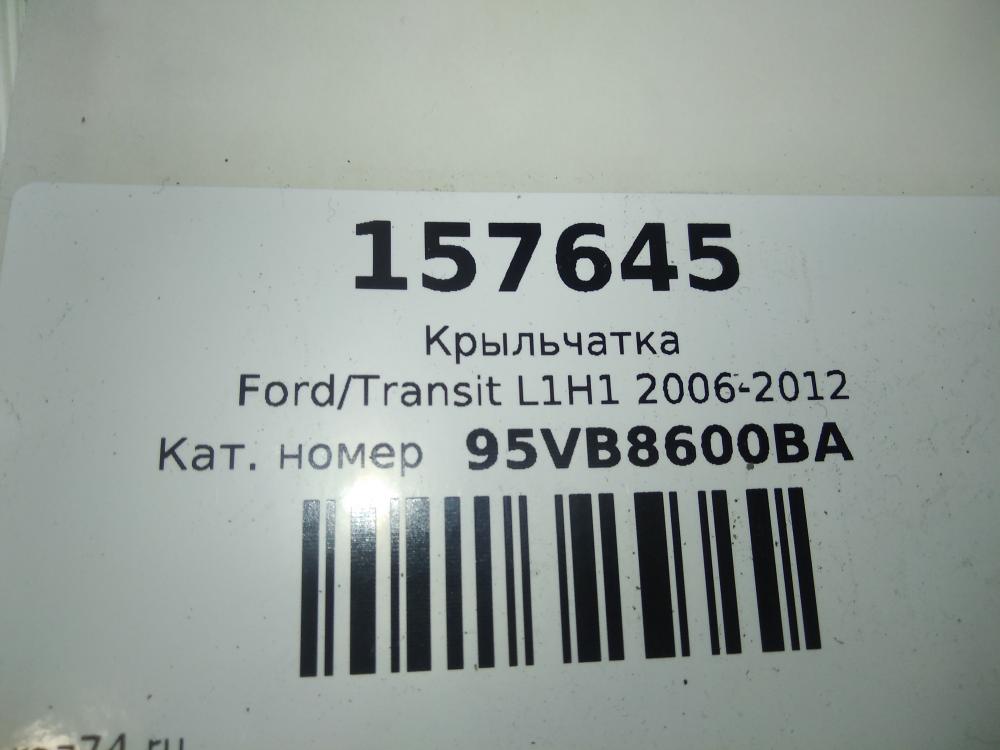 157645
Крыльчатка
Ford/Transit L1H1 2006-2012
Кат. номер 95VB8600BA